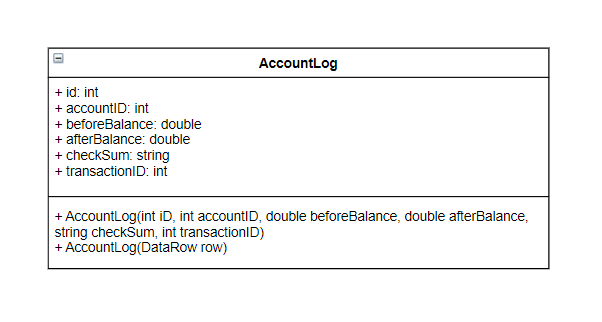 AccountLog
+ id: int
+ accountID: int
+ beforeBalance: double
+ afterBalance: double
+ checkSum: string
+ transactionID: int
+ AccountLog(int iD, int accountID, double beforeBalance, double afterBalance,
string checkSum, int transactionID)
+ AccountLog(DataRow row)